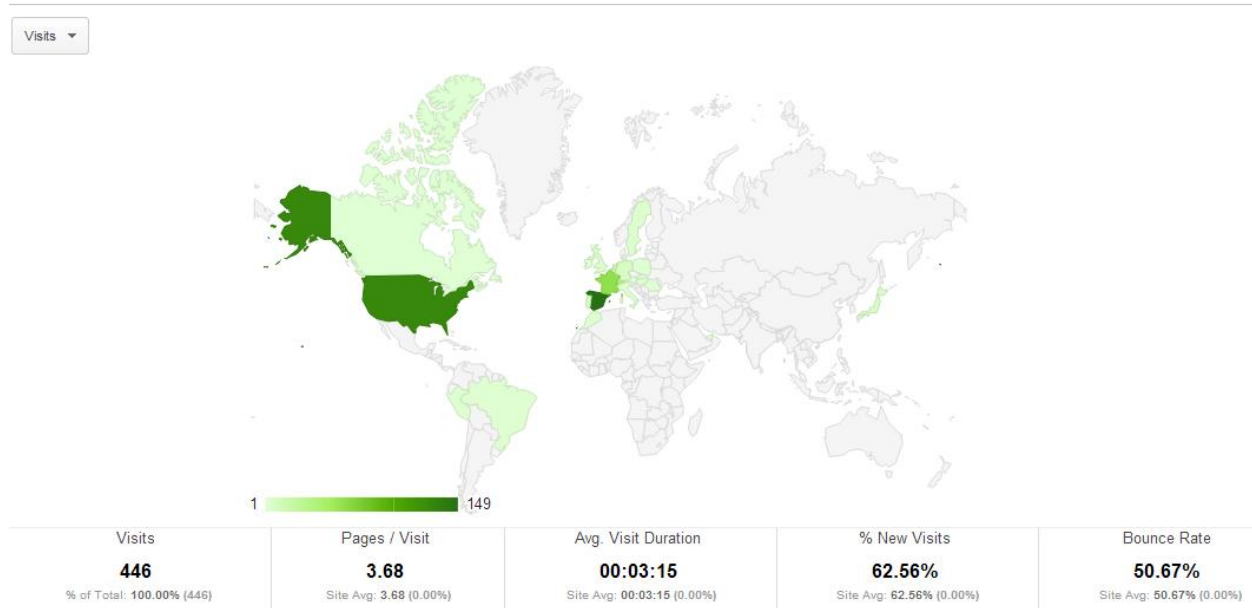 Visits
1 149
Visits Pages / Visit Avg. Visit Duration % New Visits Bounce Rate
446 3.68 00:03:15 62.56% 50.67%
% of Total: 100.00% (446) Site Avg: 3.68 (0.00%) Site Avg: 00:03:15 (0.00%) Site Avg: 62.56% (0.00%) Site Avg: 50.67% (0.00%)